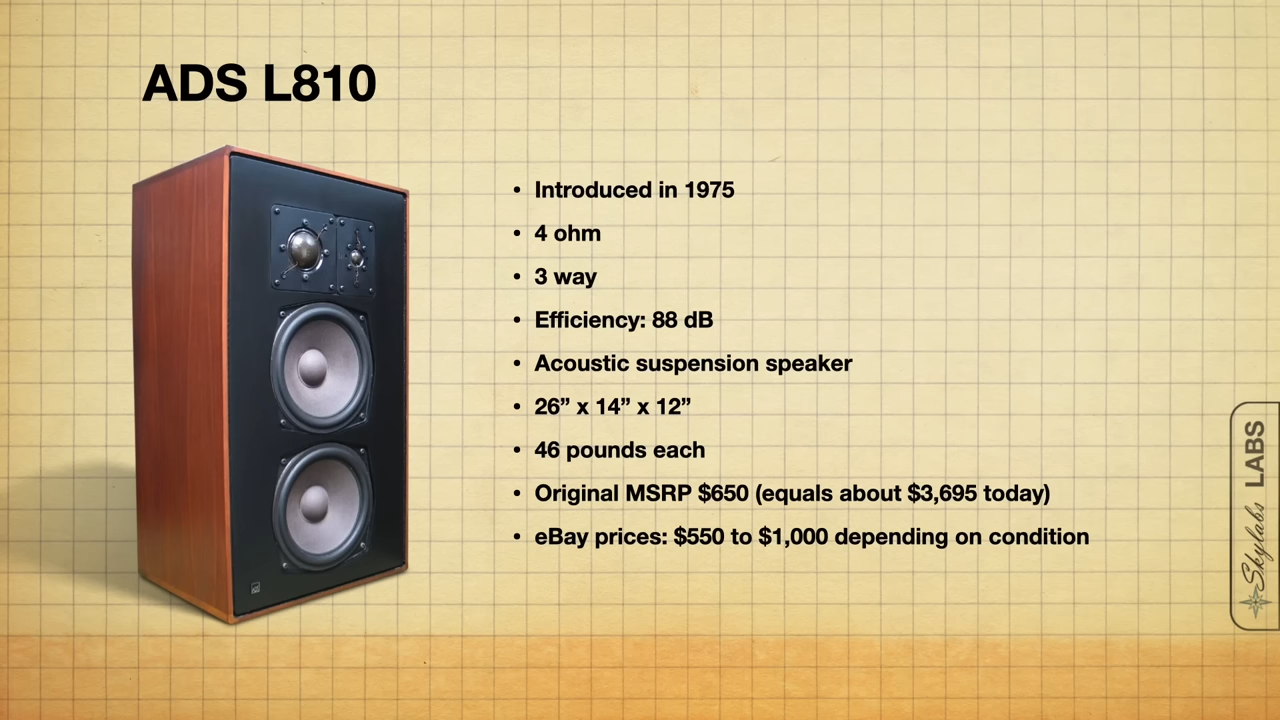 ADS L810
• Introduced in 1975
• 4 ohm
• 3 way
• Efficiency: 88 dB
• Acoustic suspension speaker
• 26” x 14” x 12”
• 46 pounds each
• Original MSRP $650 (equals about $3,695 today)
• eBay prices: $550 to $1,000 depending on condition
Skylabs LABS